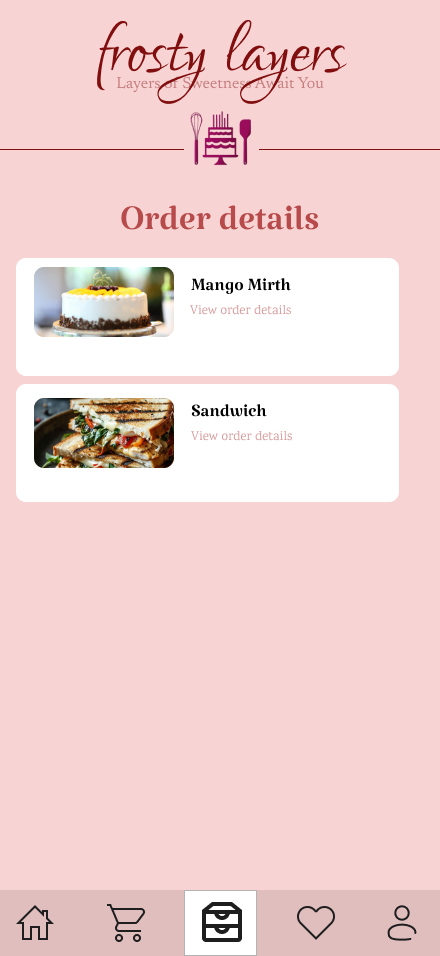 frosty layers
Layers of Sweetness Await You
Order details
Mango Mirth
View order details
Sandwich
View order details